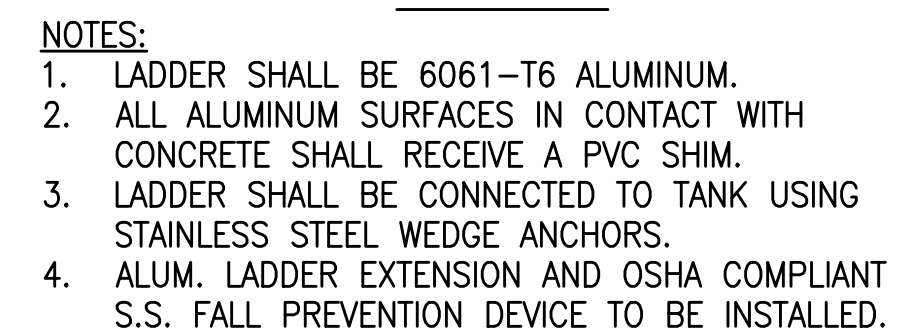 NOTES:
1. LADDER SHALL BE 6061-T6 ALUMINUM.
2. ALL ALUMINUM SURFACES IN CONTACT WITH
CONCRETE SHALL RECEIVE A PVC SHIM.
3. LADDER SHALL BE CONNECTED TO TANK USING
STAINLESS STEEL WEDGE ANCHORS.
4. ALUM. LADDER EXTENSION AND OSHA COMPLIANT
S.S. FALL PREVENTION DEVICE TO BE INSTALLED.